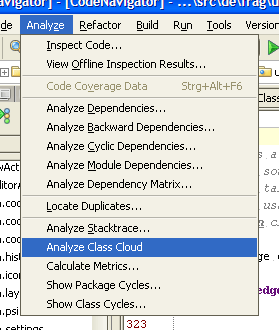 avigator] - [CodeNavigator] - ...\src\de\frag\
de Analyze Refactor Build Run Tools Version
Inspect Code...
View Offline Inspection Results...
Code Coverage Data Strg+Alt+F6
Analyze Dependencies...
Analyze Backward Dependencies...
Analyze Cyclic Dependencies...
Analyze Module Dependencies...
Analyze Dependency Matrix...
Locate Duplicates...
Analyze Stacktrace...
Analyze Class Cloud
Calculate Metrics...
Show Package Cycles...
Show Class Cycles...
323